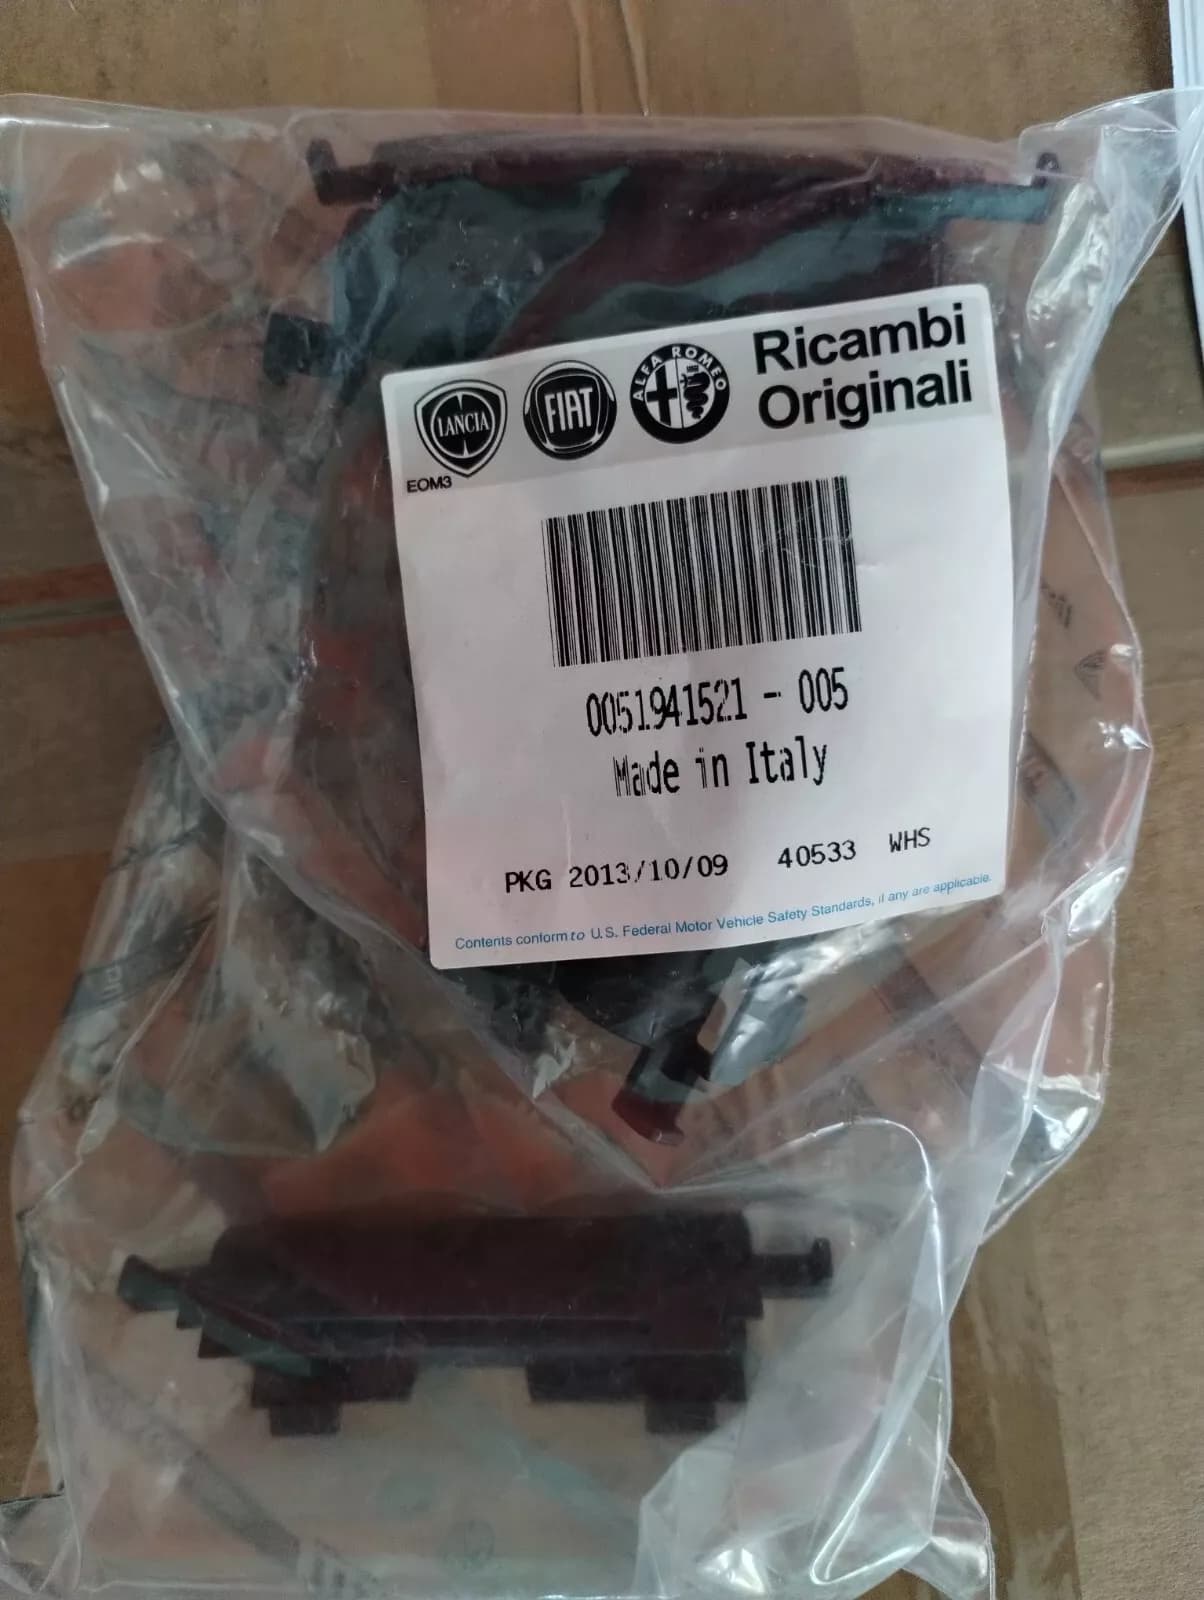 LANCIA
FIAT
ALFA ROMEO
Ricambi
Originali
EOM3
0051941521 - 005
Made in Italy
PKG 2013/10/09 40533 WHS
Contents conform to U.S. Federal Motor Vehicle Safety Standards, if any are applicable.